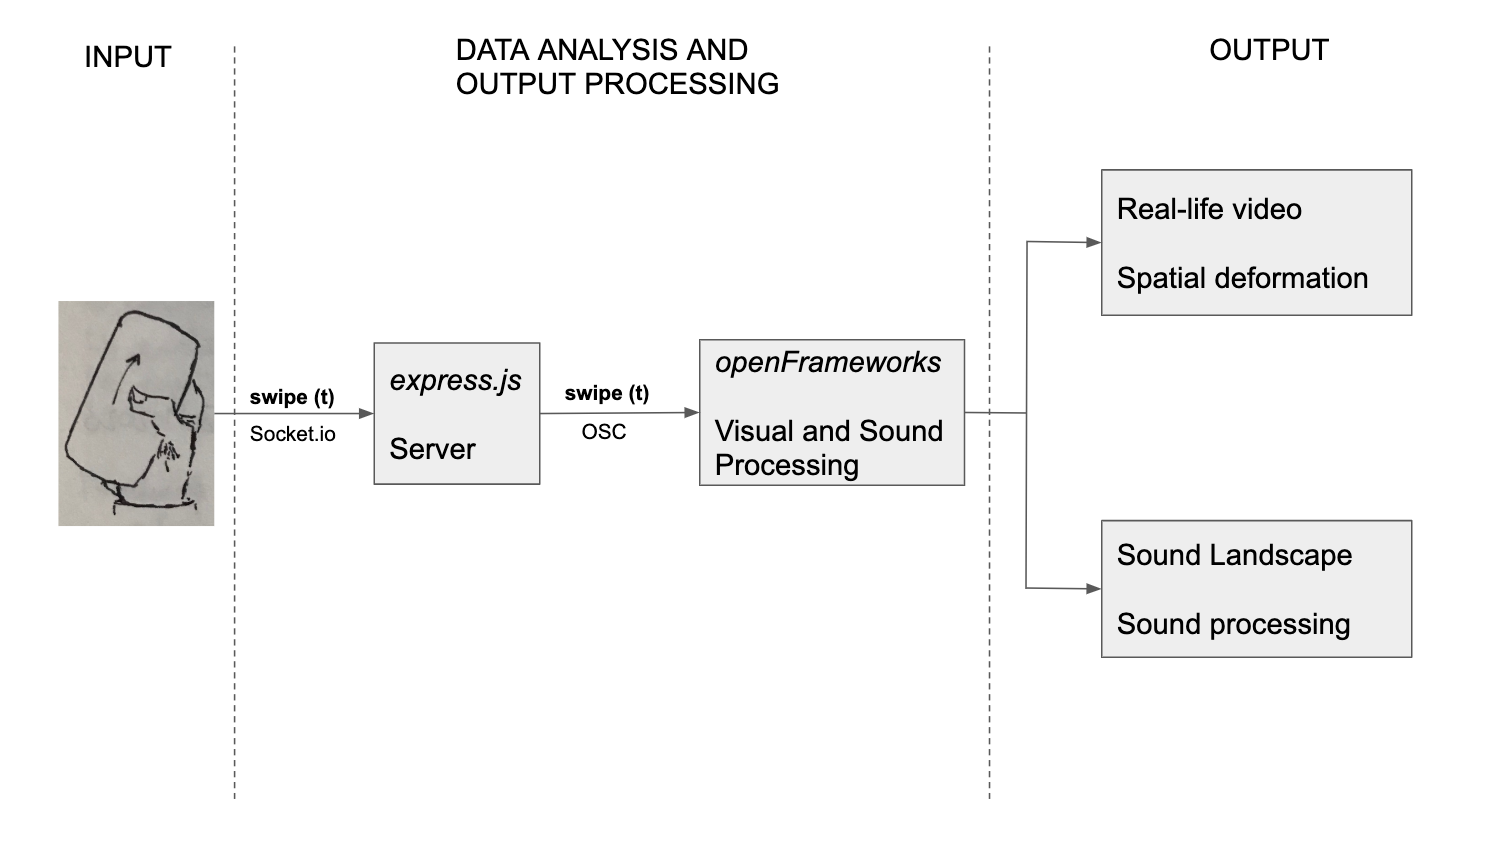 INPUT
DATA ANALYSIS AND
OUTPUT PROCESSING
OUTPUT
swipe (t)
Socket.io
express.js
Server
swipe (t)
OSC
openFrameworks
Visual and Sound
Processing
Real-life video
Spatial deformation
Sound Landscape
Sound processing